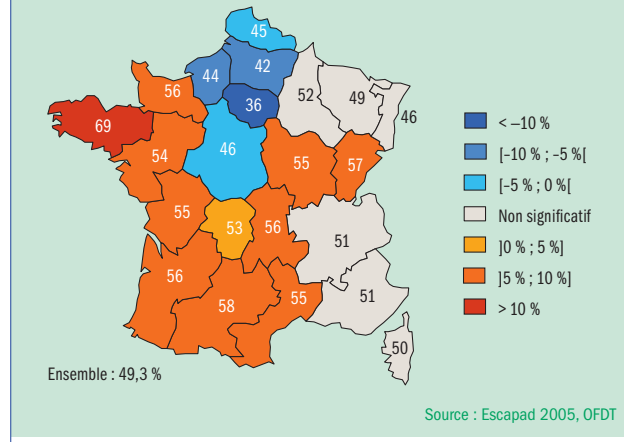 45
44
42
56
52
49
46
36
69
54
46
55
57
55
53
56
51
56
58
55
51
50
< –10 %
[-10 % ; -5 %[
[-5 % ; 0 %[
Non significatif
]0 % ; 5 %]
]5 % ; 10 %]
> 10 %
Ensemble : 49,3 %
Source : Escapad 2005, OFDT